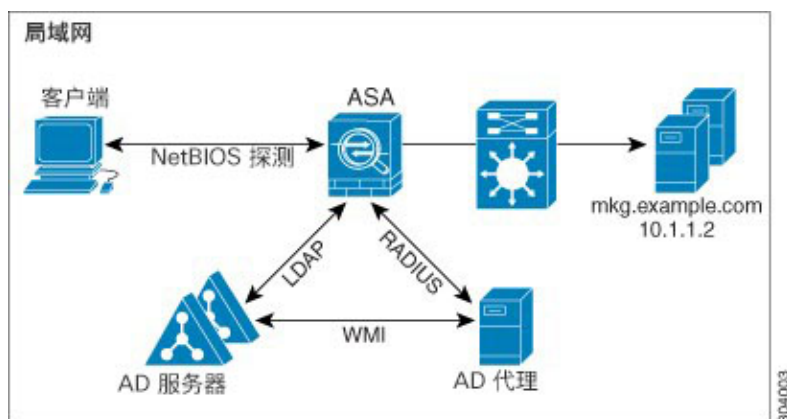 局域网
客户端
ASA
NetBIOS 探测
mkg.example.com
10.1.1.2
LDAP
RADIUS
WMI
AD 服务器
AD 代理
304003